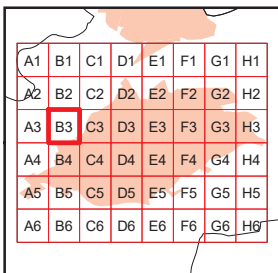 A1 B1 C1 D1 E1 F1 G1 H1
A2 B2 C2 D2 E2 F2 G2 H2
A3 B3 C3 D3 E3 F3 G3 H3
A4 B4 C4 D4 E4 F4 G4 H4
A5 B5 C5 D5 E5 F5 G5 H5
A6 B6 C6 D6 E6 F6 G6 H6